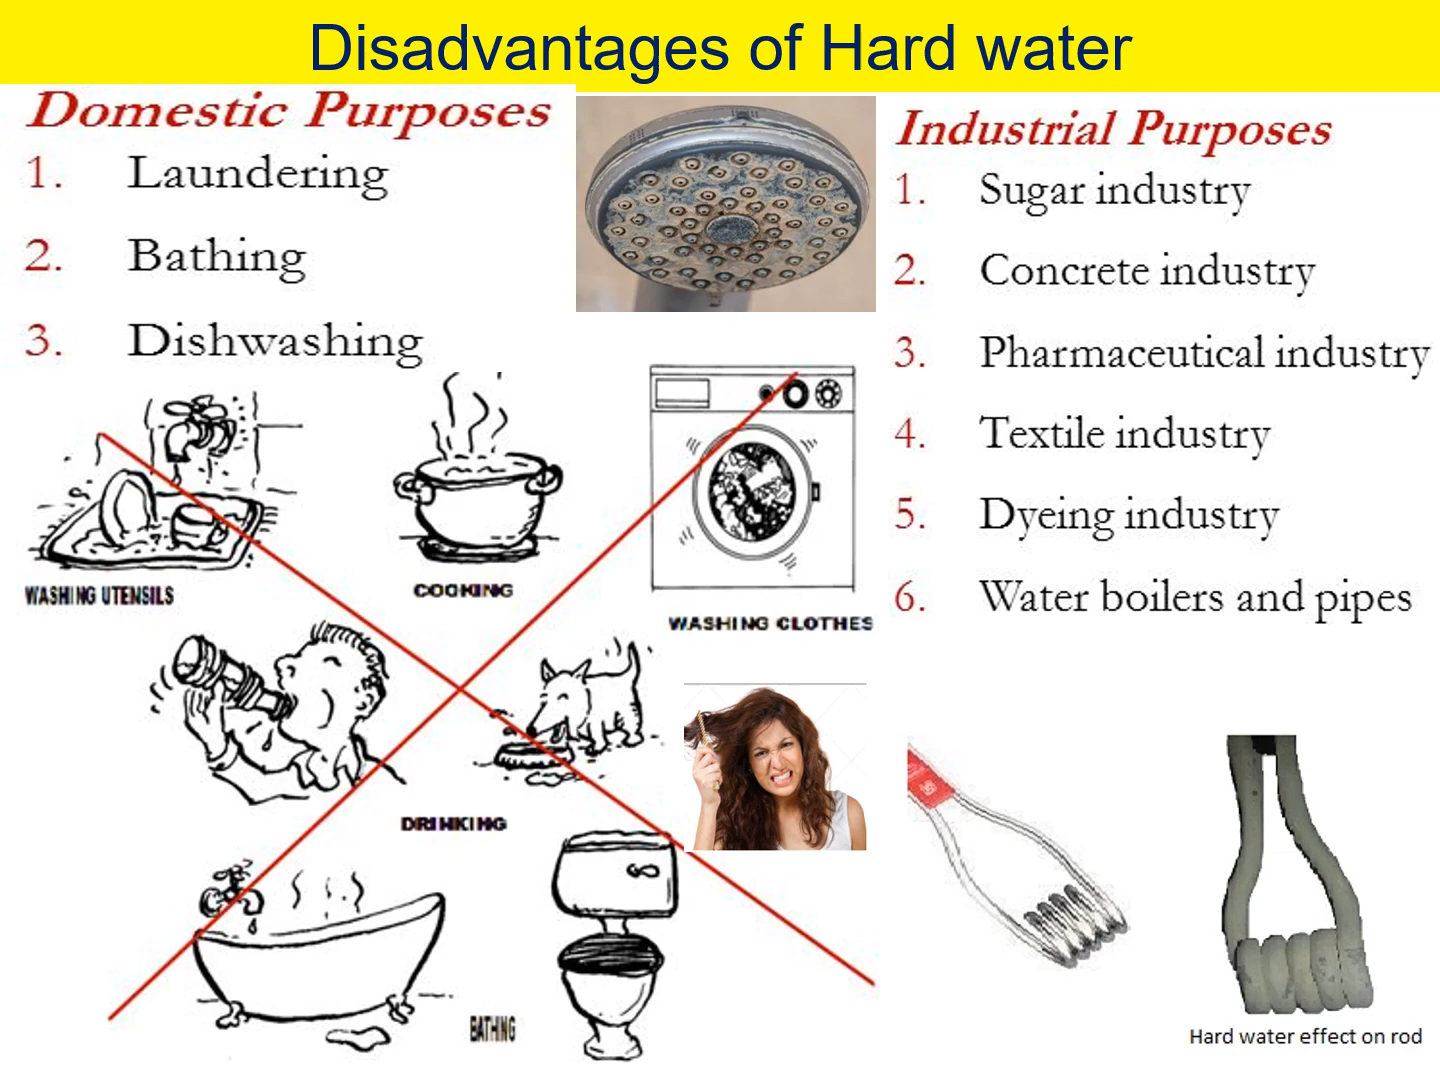 Disadvantages of Hard water
Domestic Purposes
1. Laundering
2. Bathing
3. Dishwashing
WASHING UTENSILS
COOKING
WASHING CLOTHES
DRINKING
BATHING
Industrial Purposes
1. Sugar industry
2. Concrete industry
3. Pharmaceutical industry
4. Textile industry
5. Dyeing industry
6. Water boilers and pipes
Hard water effect on rod